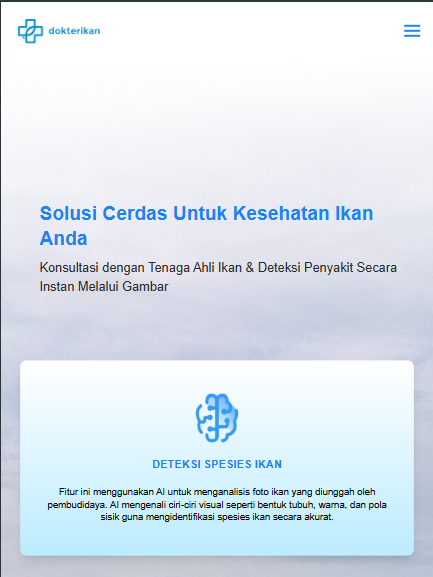 dokterikan
Solusi Cerdas Untuk Kesehatan Ikan
Anda
Konsultasi dengan Tenaga Ahli Ikan & Deteksi Penyakit Secara
Instan Melalui Gambar
DETEKSI SPESIES IKAN
Fitur ini menggunakan AI untuk menganalisis foto ikan yang diunggah oleh
pembudidaya. AI mengenali ciri-ciri visual seperti bentuk tubuh, warna, dan pola
sisik guna mengidentifikasi spesies ikan secara akurat.